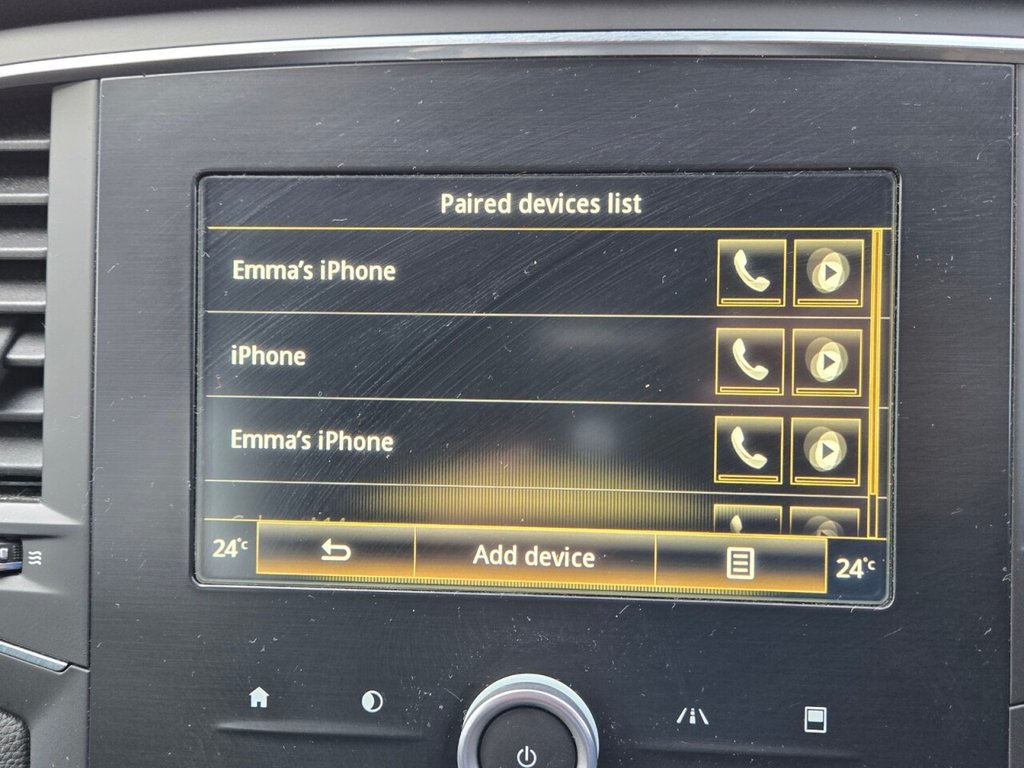 Paired devices list
Emma's iPhone
iPhone
Emma's iPhone
24°C
Add device
24°C